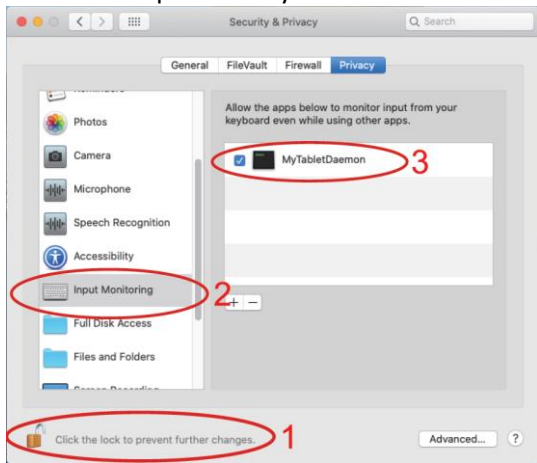 Security & Privacy
Search
General FileVault Firewall Privacy
Photos
Camera
Microphone
Speech Recognition
Accessibility
Input Monitoring
Full Disk Access
Files and Folders
Allow the apps below to monitor input from your
keyboard even while using other apps.
MyTabletDaemon
3
2
+ −
Click the lock to prevent further changes.
1
Advanced...
?